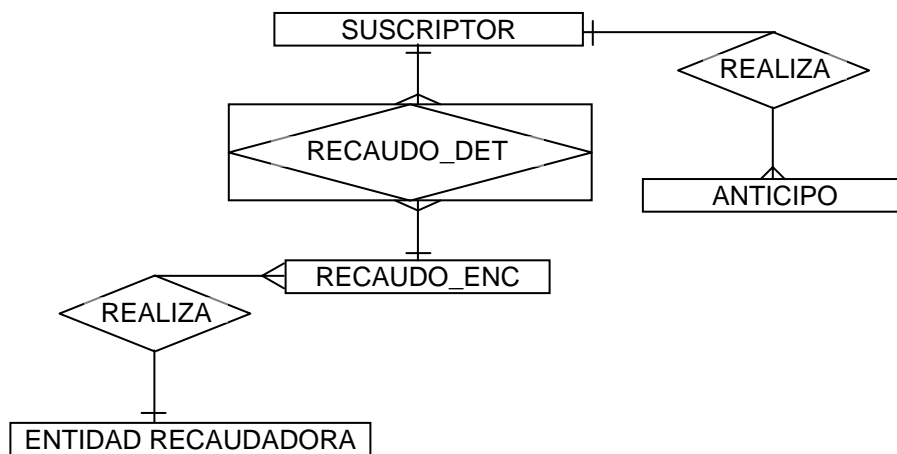 SUSCRIPTOR
REALIZA
RECAUDO_DET
ANTICIPO
RECAUDO_ENC
REALIZA
ENTIDAD RECAUDADORA